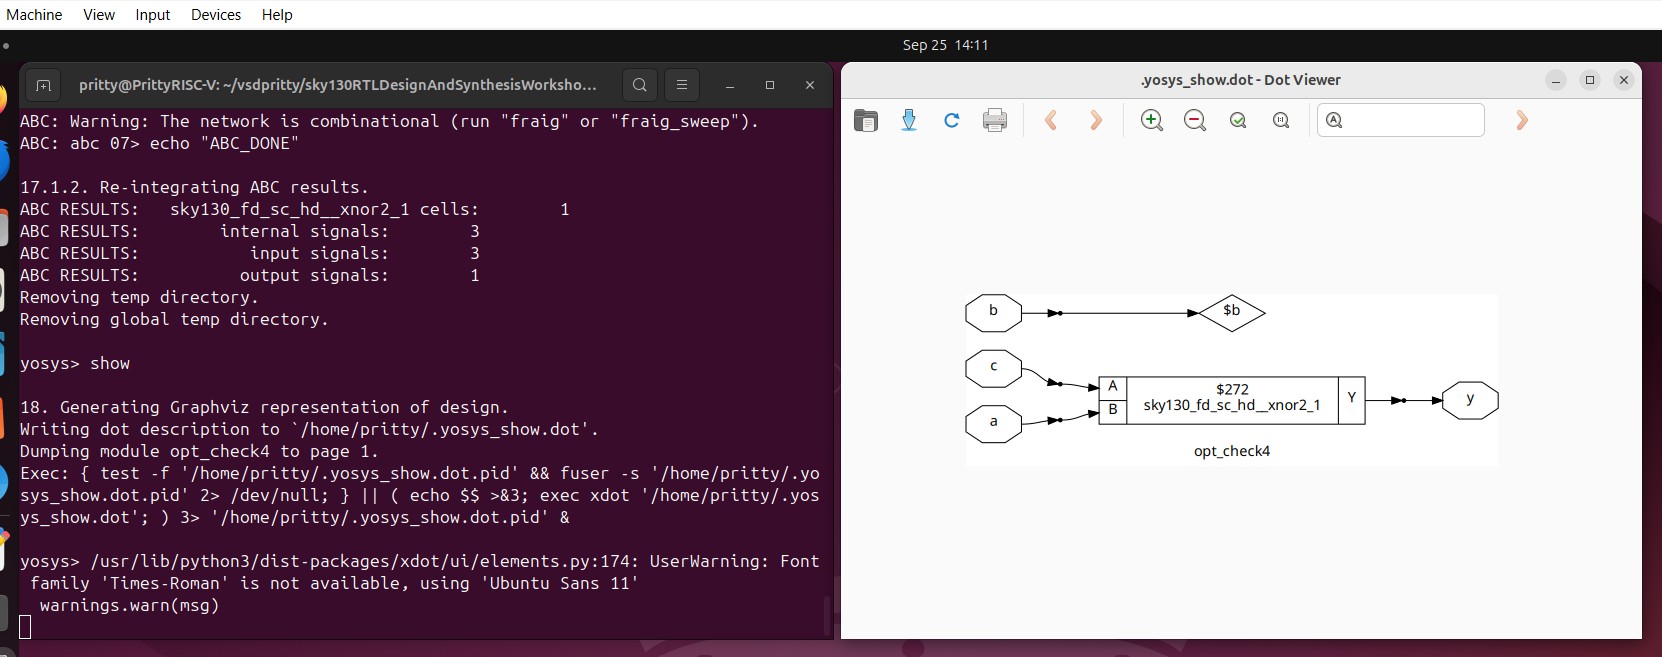 Machine View Input Devices Help
Sep 25 14:11
pritty@PrittyRISC-V: ~/vsdpritty/sky130RTLDesignAndSynthesisWorksho...
ABC: Warning: The network is combinational (run "fraig" or "fraig_sweep").
ABC: abc 07> echo "ABC_DONE"
17.1.2. Re-integrating ABC results.
ABC RESULTS:   sky130_fd_sc_hd__xnor2_1 cells:        1
ABC RESULTS:        internal signals:        3
ABC RESULTS:           input signals:        3
ABC RESULTS:          output signals:        1
Removing temp directory.
Removing global temp directory.
yosys> show
18. Generating Graphviz representation of design.
Writing dot description to `/home/pritty/.yosys_show.dot'.
Dumping module opt_check4 to page 1.
Exec: { test -f '/home/pritty/.yosys_show.dot.pid' && fuser -s '/home/pritty/.yo
sys_show.dot.pid' 2> /dev/null; } || ( echo $$ >&3; exec xdot '/home/pritty/.yos
ys_show.dot'; ) 3> '/home/pritty/.yosys_show.dot.pid' &
yosys> /usr/lib/python3/dist-packages/xdot/ui/elements.py:174: UserWarning: Font
family 'Times-Roman' is not available, using 'Ubuntu Sans 11'
warnings.warn(msg)
.yosys_show.dot - Dot Viewer
b
$b
c
a
A
B
$272
sky130_fd_sc_hd__xnor2_1
Y
y
opt_check4